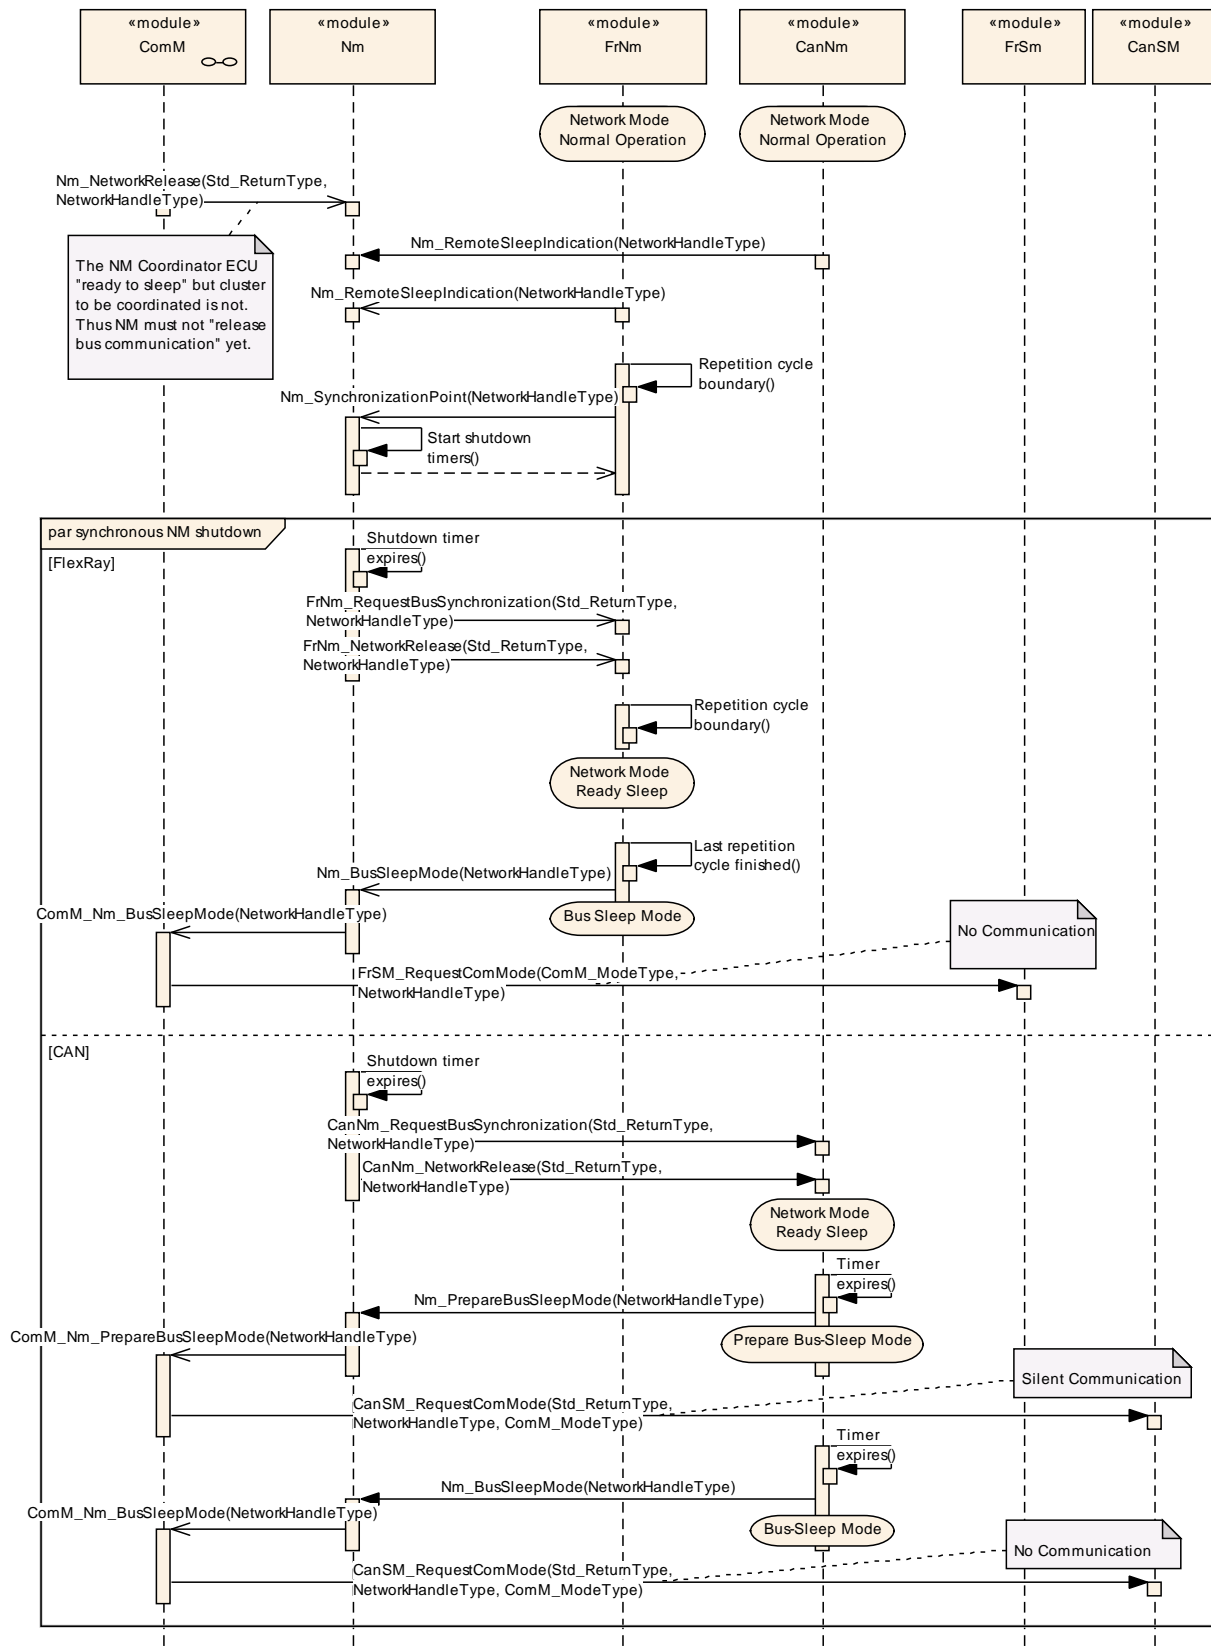 «module»
ComM
«module»
Nm
«module»
FrNm
«module»
CanNm
«module»
FrSm
«module»
CanSM
Network Mode
Normal Operation
Network Mode
Normal Operation
Nm_NetworkRelease(Std_ReturnType,
NetworkHandleType)
Nm_RemoteSleepIndication(NetworkHandleType)
The NM Coordinator ECU
"ready to sleep" but cluster
to be coordinated is not.
Thus NM must not "release
bus communication" yet.
Nm_RemoteSleepIndication(NetworkHandleType)
Repetition cycle
boundary()
Nm_SynchronizationPoint(NetworkHandleType)
Start shutdown
timers()
par synchronous NM shutdown
[FlexRay]
Shutdown timer
expires()
FrNm_RequestBusSynchronization(Std_ReturnType,
NetworkHandleType)
FrNm_NetworkRelease(Std_ReturnType,
NetworkHandleType)
Repetition cycle
boundary()
Network Mode
Ready Sleep
Last repetition
cycle finished()
Nm_BusSleepMode(NetworkHandleType)
Bus Sleep Mode
ComM_Nm_BusSleepMode(NetworkHandleType)
No Communication
FrSM_RequestComMode(ComM_ModeType,
NetworkHandleType)
[CAN]
Shutdown timer
expires()
CanNm_RequestBusSynchronization(Std_ReturnType,
NetworkHandleType)
CanNm_NetworkRelease(Std_ReturnType,
NetworkHandleType)
Network Mode
Ready Sleep
Timer
expires()
Nm_PrepareBusSleepMode(NetworkHandleType)
Prepare Bus-Sleep Mode
ComM_Nm_PrepareBusSleepMode(NetworkHandleType)
Silent Communication
CanSM_RequestComMode(Std_ReturnType,
NetworkHandleType, ComM_ModeType)
Timer
expires()
Nm_BusSleepMode(NetworkHandleType)
ComM_Nm_BusSleepMode(NetworkHandleType)
Bus-Sleep Mode
No Communication
CanSM_RequestComMode(Std_ReturnType,
NetworkHandleType, ComM_ModeType)